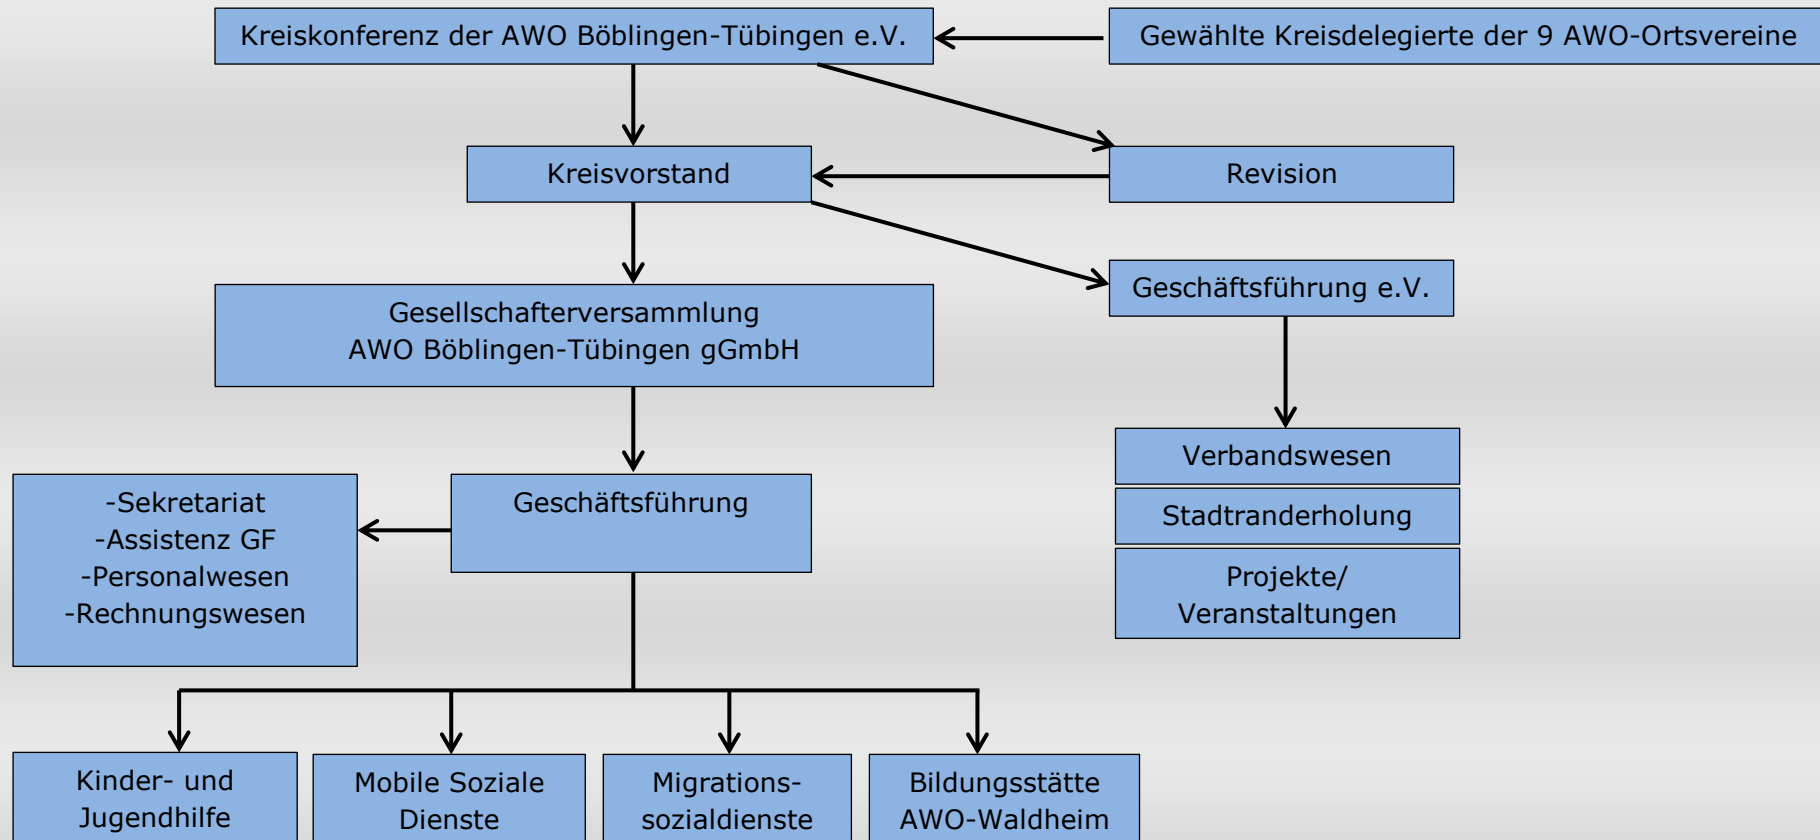 Kreiskonferenz der AWO Böblingen-Tübingen e.V.
Gewählte Kreisdelegierte der 9 AWO-Ortsvereine
Kreisvorstand
Revision
Geschäftsführung e.V.
Gesellschafterversammlung
AWO Böblingen-Tübingen gGmbH
Verbandswesen
Stadtranderholung
Projekte/
Veranstaltungen
-Sekretariat
-Assistenz GF
-Personalwesen
-Rechnungswesen
Geschäftsführung
Kinder- und
Jugendhilfe
Mobile Soziale
Dienste
Migrations-
sozialdienste
Bildungsstätte
AWO-Waldheim